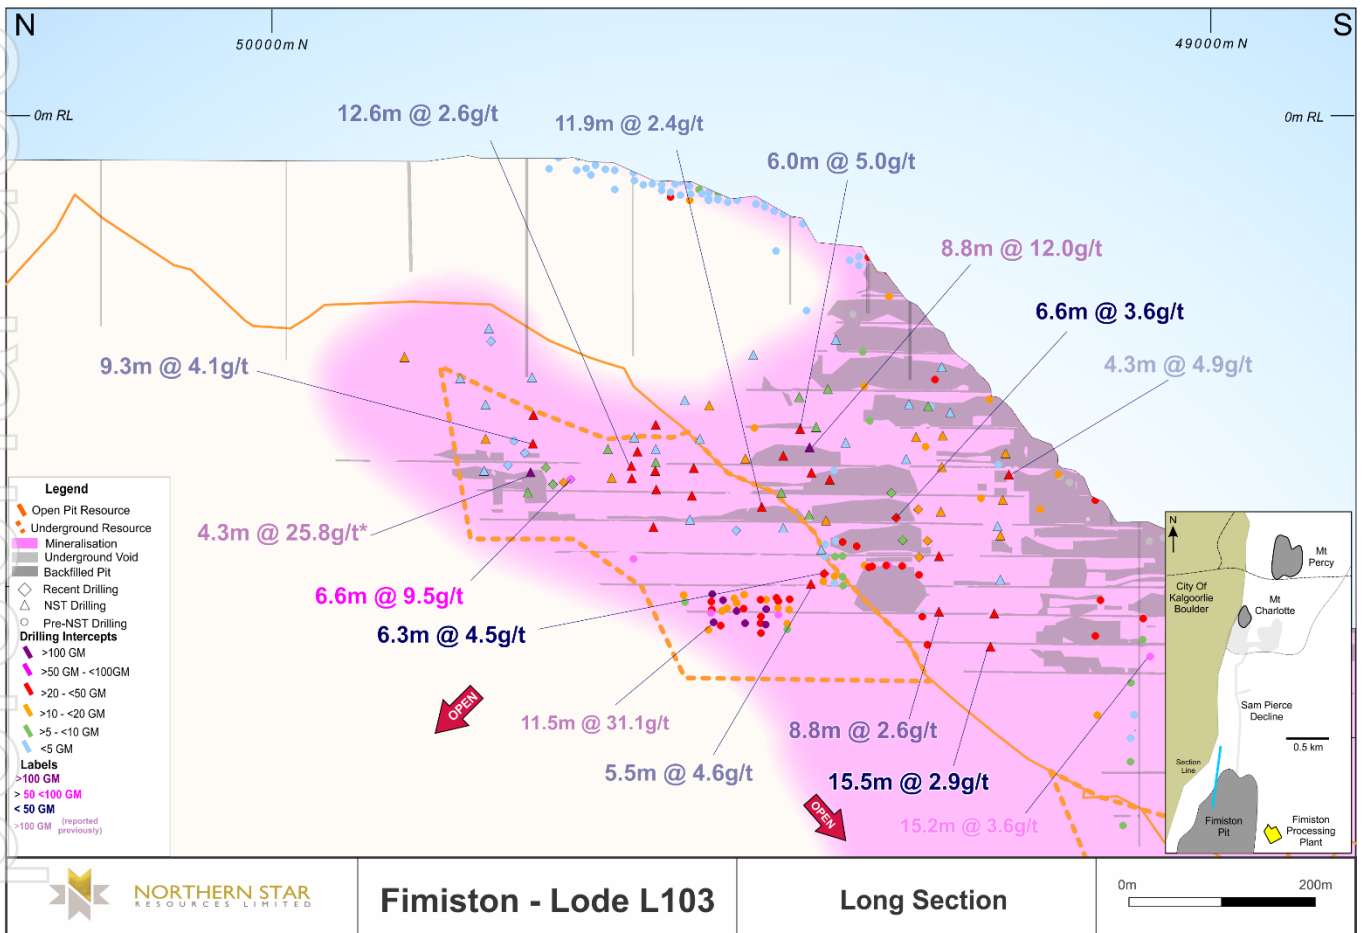 N
S
50000m N
49000m N
0m RL
0m RL
12.6m @ 2.6g/t
11.9m @ 2.4g/t
6.0m @ 5.0g/t
8.8m @ 12.0g/t
6.6m @ 3.6g/t
4.3m @ 4.9g/t
9.3m @ 4.1g/t
4.3m @ 25.8g/t*
6.6m @ 9.5g/t
6.3m @ 4.5g/t
11.5m @ 31.1g/t
5.5m @ 4.6g/t
8.8m @ 2.6g/t
15.5m @ 2.9g/t
15.2m @ 3.6g/t
OPEN
OPEN
Legend
Open Pit Resource
Underground Resource
Mineralisation
Underground Void
Backfilled Pit
Recent Drilling
NST Drilling
Pre-NST Drilling
Drilling Intercepts
>100 GM
>50 GM - <100GM
>20 - <50 GM
>10 - <20 GM
>5 - <10 GM
<5 GM
Labels
>100 GM
> 50 <100 GM
< 50 GM
>100 GM (reported previously)
N
Mt
Percy
City Of
Kalgoorlie
Boulder
Mt
Charlotte
Sam Pierce
Decline
0.5 km
Section
Line
Fimiston
Pit
Fimiston
Processing
Plant
NORTHERN STAR
RESOURCES LIMITED
Fimiston - Lode L103
Long Section
0m 200m